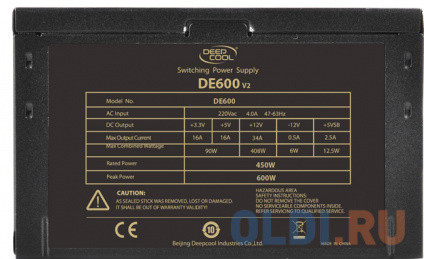 DEEP
COOL
Switching Power Supply
DE600 V2
Model No. DE600
AC Input 220Vac 4.0A 47-63Hz
DC Output +3.3V +5V +12V -12V +5VSB
Max Output Current 16A 16A 34A 0.5A 2.5A
Max Combined Wattage 90W 408W 6W 12.5W
Rated Power 450W
Peak Power 600W
CAUTION:
AS SEALED STICK WAS REMOVED, LOST OR DAMAGED.
IT SHALL BE OUT OF WARRANTY VALIDITY!
HAZARDOUS AREA
SAFETY INSTRUCTIONS:
DO NOT REMOVE THE COVER
NO SERVICEABLE COMPONENTS INSIDE.
REFER SERVICING TO QUALIFIED SERVICE.
CE
10
Beijing Deepcool Industries Co.,Ltd.
MADE IN CHINA
OLDI.RU